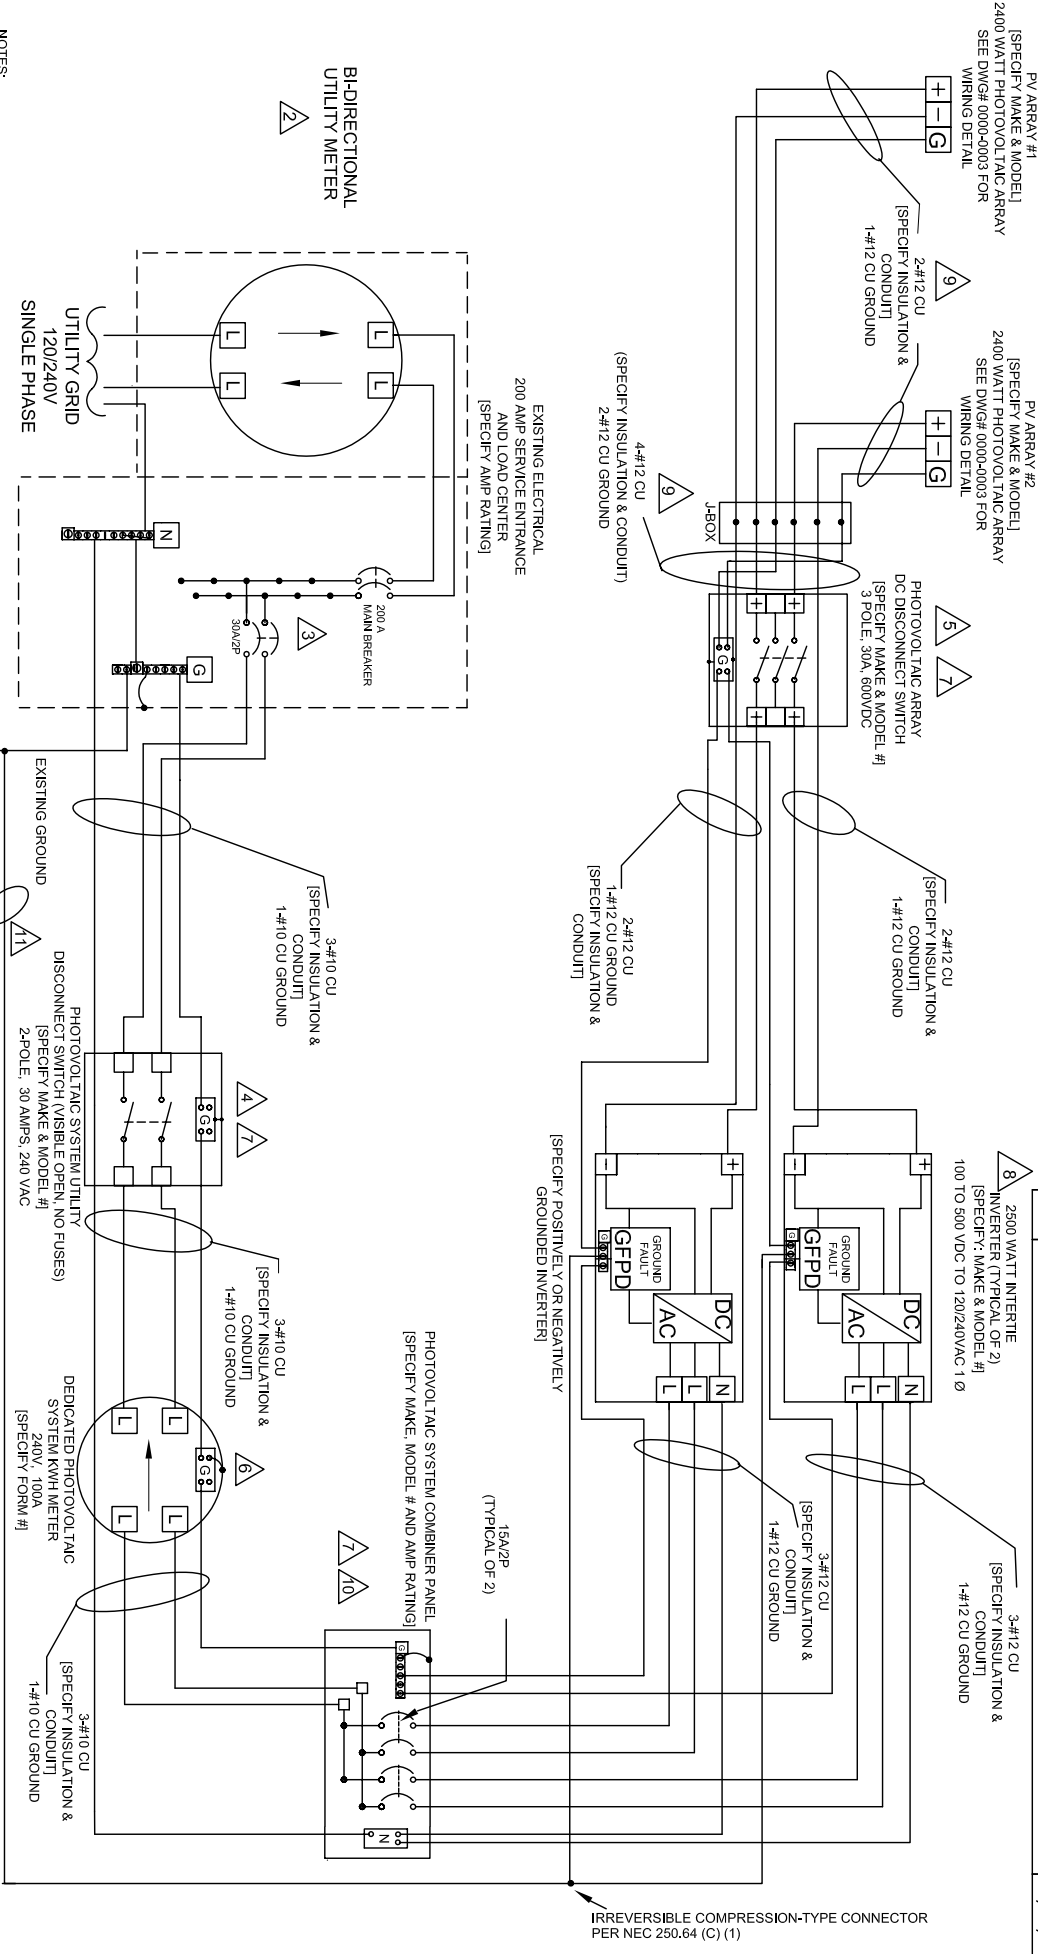 PV ARRAY #1
[SPECIFY MAKE & MODEL]
2400 WATT PHOTOVOLTAIC ARRAY
SEE DWG# 0000-0003 FOR
WIRING DETAIL
+
−
G
PV ARRAY #2
[SPECIFY MAKE & MODEL]
2400 WATT PHOTOVOLTAIC ARRAY
SEE DWG# 0000-0003 FOR
WIRING DETAIL
+
−
G
9
2-#12 CU
[SPECIFY INSULATION &
CONDUIT]
1-#12 CU GROUND
J-BOX
9
4-#12 CU
(SPECIFY INSULATION & CONDUIT)
2-#12 CU GROUND
5
7
PHOTOVOLTAIC ARRAY
DC DISCONNECT SWITCH
[SPECIFY MAKE & MODEL #]
3 POLE, 30A, 600VDC
+
+
G
+
+
2-#12 CU
[SPECIFY INSULATION &
CONDUIT]
1-#12 CU GROUND
2-#12 CU
1-#12 CU GROUND
[SPECIFY INSULATION &
CONDUIT]
8
2500 WATT INTERTIE
INVERTER (TYPICAL OF 2)
[SPECIFY: MAKE & MODEL #]
100 TO 500 VDC TO 120/240VAC 1 Ø
+
−
G
GROUND
FAULT
GFPD
DC
AC
N
L
L
+
−
G
GROUND
FAULT
GFPD
DC
AC
N
L
L
[SPECIFY POSITIVELY OR NEGATIVELY
GROUNDED INVERTER]
3-#12 CU
[SPECIFY INSULATION &
CONDUIT]
1-#12 CU GROUND
3-#12 CU
[SPECIFY INSULATION &
CONDUIT]
1-#12 CU GROUND
BI-DIRECTIONAL
UTILITY METER
2
L
L
L
L
UTILITY GRID
120/240V
SINGLE PHASE
EXISTING ELECTRICAL
200 AMP SERVICE ENTRANCE
AND LOAD CENTER
[SPECIFY AMP RATING]
N
200 A
MAIN BREAKER
3
30A/2P
G
EXISTING GROUND
11
3-#10 CU
[SPECIFY INSULATION &
CONDUIT]
1-#10 CU GROUND
4
7
G
PHOTOVOLTAIC SYSTEM UTILITY
DISCONNECT SWITCH (VISIBLE OPEN, NO FUSES)
[SPECIFY MAKE & MODEL #]
2-POLE, 30 AMPS, 240 VAC
3-#10 CU
[SPECIFY INSULATION &
CONDUIT]
1-#10 CU GROUND
6
G
L
L
L
L
DEDICATED PHOTOVOLTAIC
SYSTEM KWH METER
240V, 100A
[SPECIFY FORM #]
3-#10 CU
[SPECIFY INSULATION &
CONDUIT]
1-#10 CU GROUND
PHOTOVOLTAIC SYSTEM COMBINER PANEL
[SPECIFY MAKE, MODEL # AND AMP RATING]
7
10
15A/2P
(TYPICAL OF 2)
G
N
IRREVERSIBLE COMPRESSION-TYPE CONNECTOR
PER NEC 250.64 (C) (1)
NOTES: